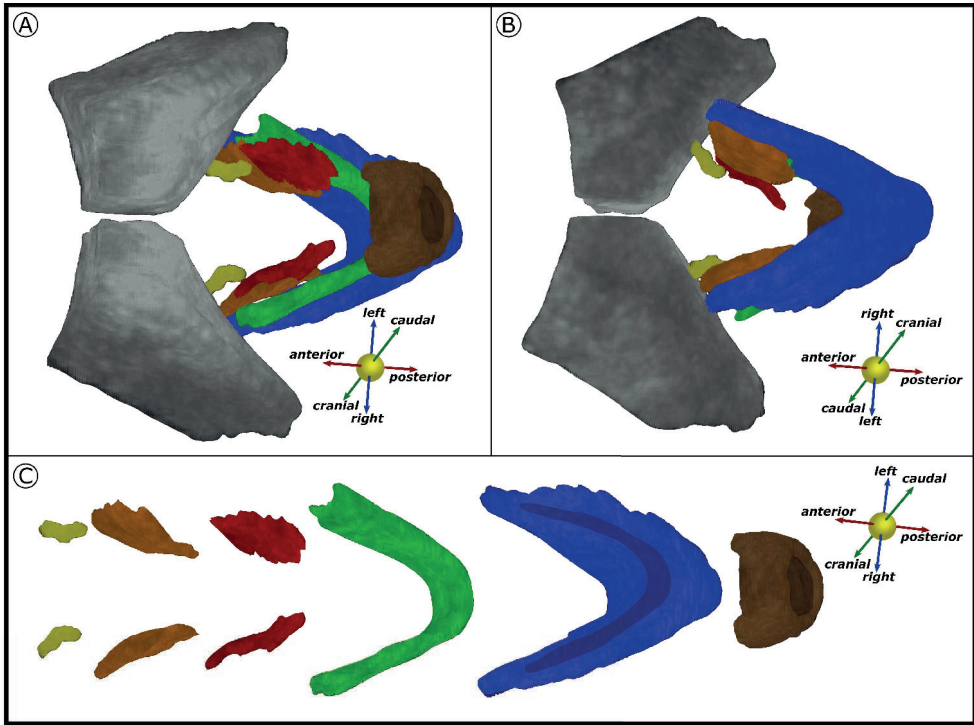 A
left
caudal
anterior
posterior
cranial
right
B
right
cranial
anterior
posterior
caudal
left
C
left
caudal
anterior
posterior
cranial
right